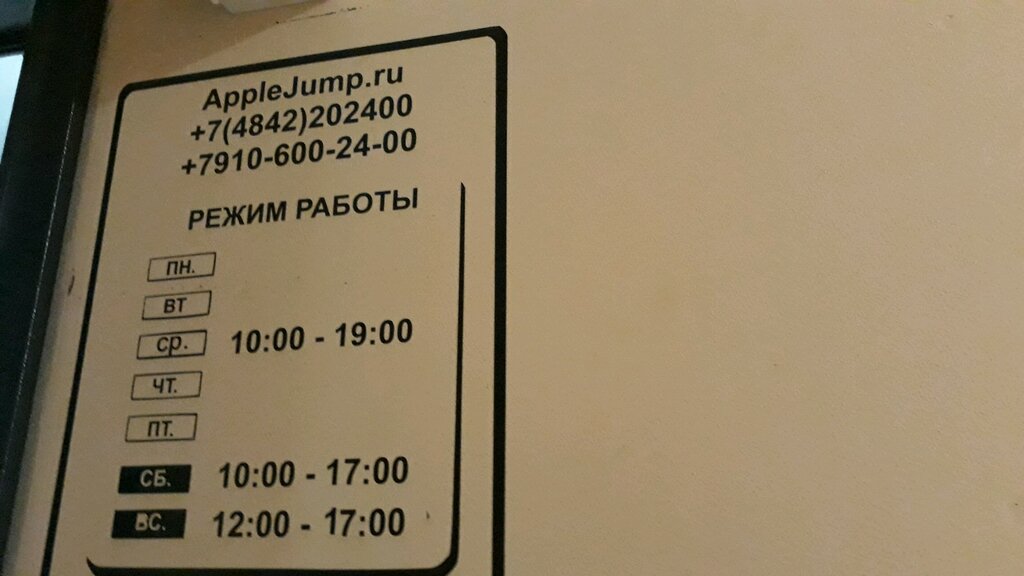 AppleJump.ru
+7(4842)202400
+7910-600-24-00
РЕЖИМ РАБОТЫ
ПН.
ВТ
ср. 10:00 - 19:00
ЧТ.
ПТ.
СБ. 10:00 - 17:00
ВС. 12:00 - 17:00